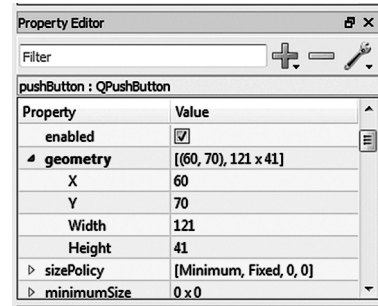 Property Editor
Filter
pushButton : QPushButton
Property Value
enabled
geometry [(60, 70), 121 x 41]
X 60
Y 70
Width 121
Height 41
sizePolicy [Minimum, Fixed, 0, 0]
minimumSize 0 x 0